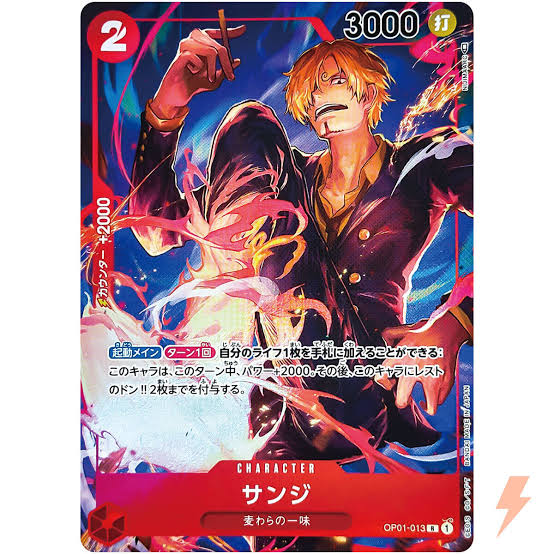 2
3000
打
カウンター +2000
起動メイン ターン1回 自分のライフ1枚を手札に加えることができる：
このキャラは、このターン中、パワー+2000。その後、このキャラにレスト
のドン!!2枚までを付与する。
CHARACTER
サンジ
麦わらの一味
OP01-013 R 1